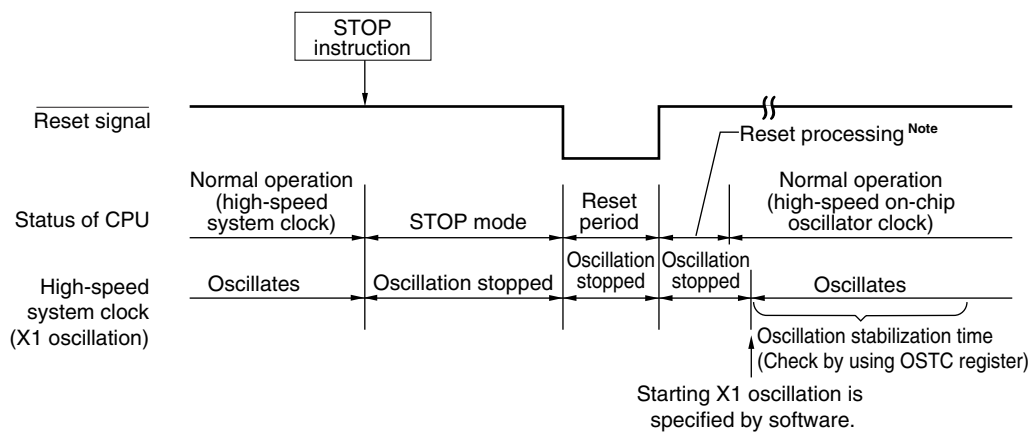 STOP
instruction
Reset signal
Reset processing Note
Status of CPU
Normal operation
(high-speed
system clock)
STOP mode
Reset
period
Normal operation
(high-speed on-chip
oscillator clock)
High-speed
system clock
(X1 oscillation)
Oscillates
Oscillation stopped
Oscillation
stopped
Oscillation
stopped
Oscillates
Oscillation stabilization time
(Check by using OSTC register)
Starting X1 oscillation is
specified by software.